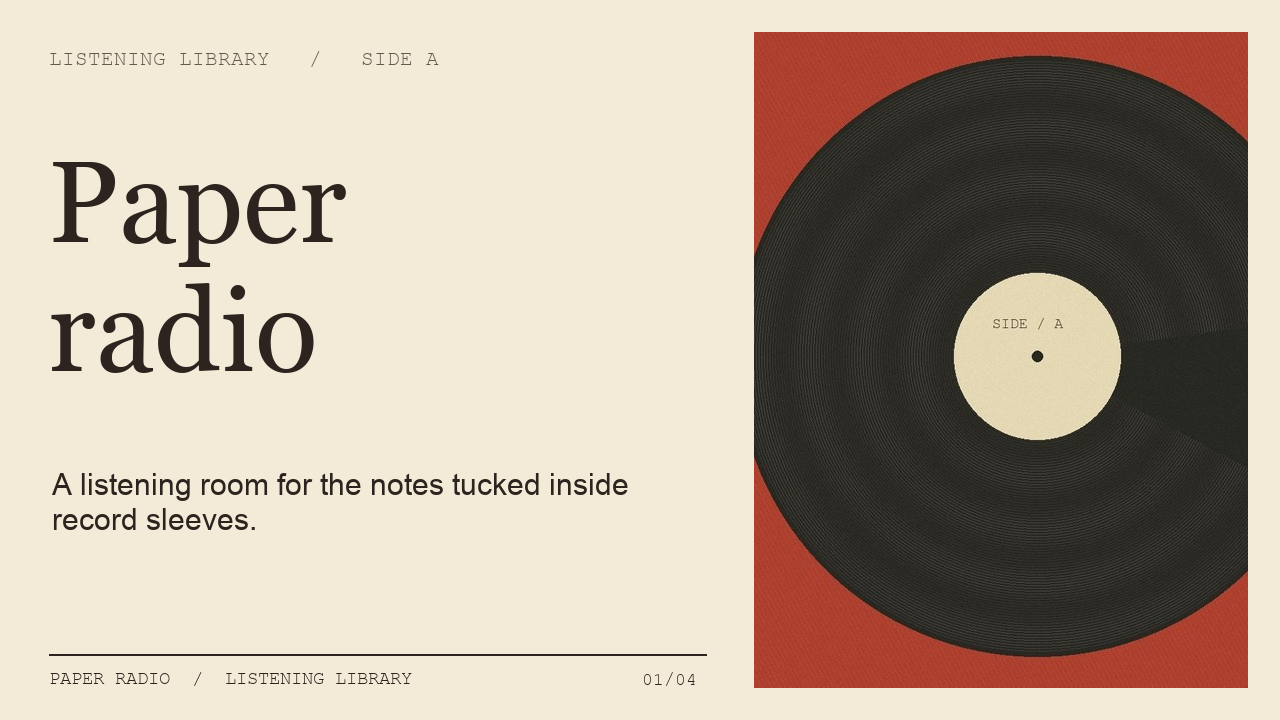 LISTENING LIBRARY / SIDE A
Paper
radio
A listening room for the notes tucked inside
record sleeves.
PAPER RADIO / LISTENING LIBRARY
01/04
SIDE / A